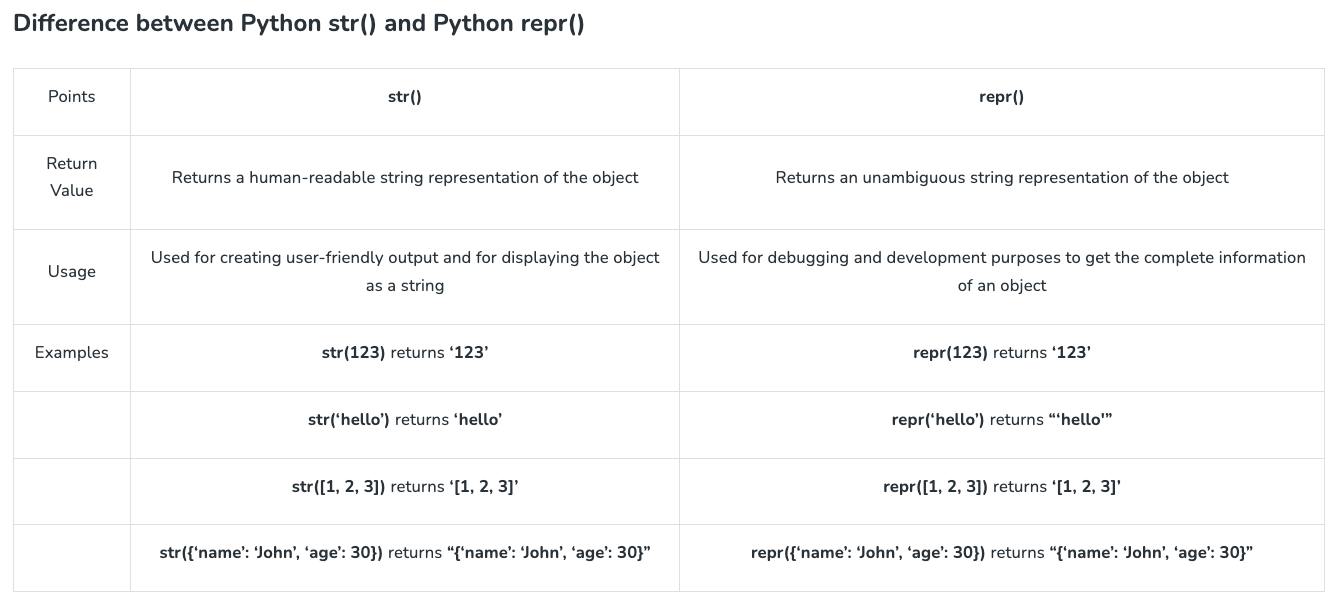 Difference between Python str() and Python repr()
Points
str()
repr()
Return
Value
Returns a human-readable string representation of the object
Returns an unambiguous string representation of the object
Usage
Used for creating user-friendly output and for displaying the object
as a string
Used for debugging and development purposes to get the complete information
of an object
Examples
str(123) returns ‘123’
repr(123) returns ‘123’
str(‘hello’) returns ‘hello’
repr(‘hello’) returns “‘hello'”
str([1, 2, 3]) returns ‘[1, 2, 3]’
repr([1, 2, 3]) returns ‘[1, 2, 3]’
str({‘name’: ‘John’, ‘age’: 30}) returns “{‘name’: ‘John’, ‘age’: 30}”
repr({‘name’: ‘John’, ‘age’: 30}) returns “{‘name’: ‘John’, ‘age’: 30}”